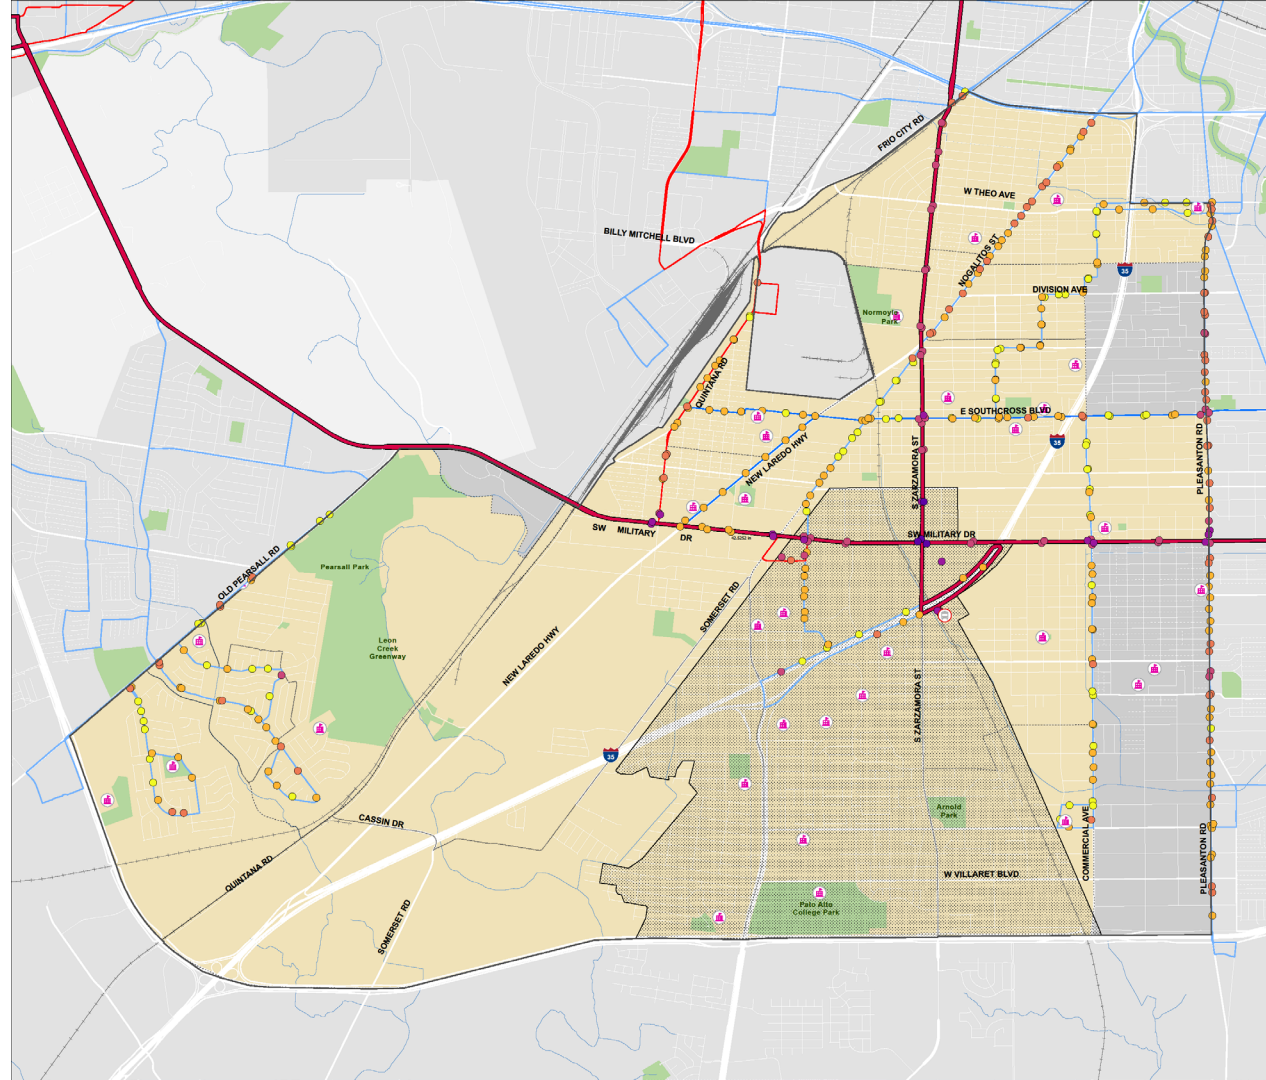 FRIO CITY RD
W THEO AVE
BILLY MITCHELL BLVD
NOGALITOS ST
35
DIVISION AVE
Normoyle
Park
QUINTANA RD
E SOUTHCROSS BLVD
35
NEW LAREDO HWY
S ZARZAMORA ST
PLEASANTON RD
SW MILITARY DR
SW MILITARY DR
OLD PEARSALL RD
Pearsall Park
SOMERSET RD
Leon
Creek
Greenway
NEW LAREDO HWY
S ZARZAMORA ST
35
Arnold
Park
CASSIN DR
COMMERCIAL AVE
PLEASANTON RD
QUINTANA RD
W VILLARET BLVD
SOMERSET RD
Palo Alto
College Park